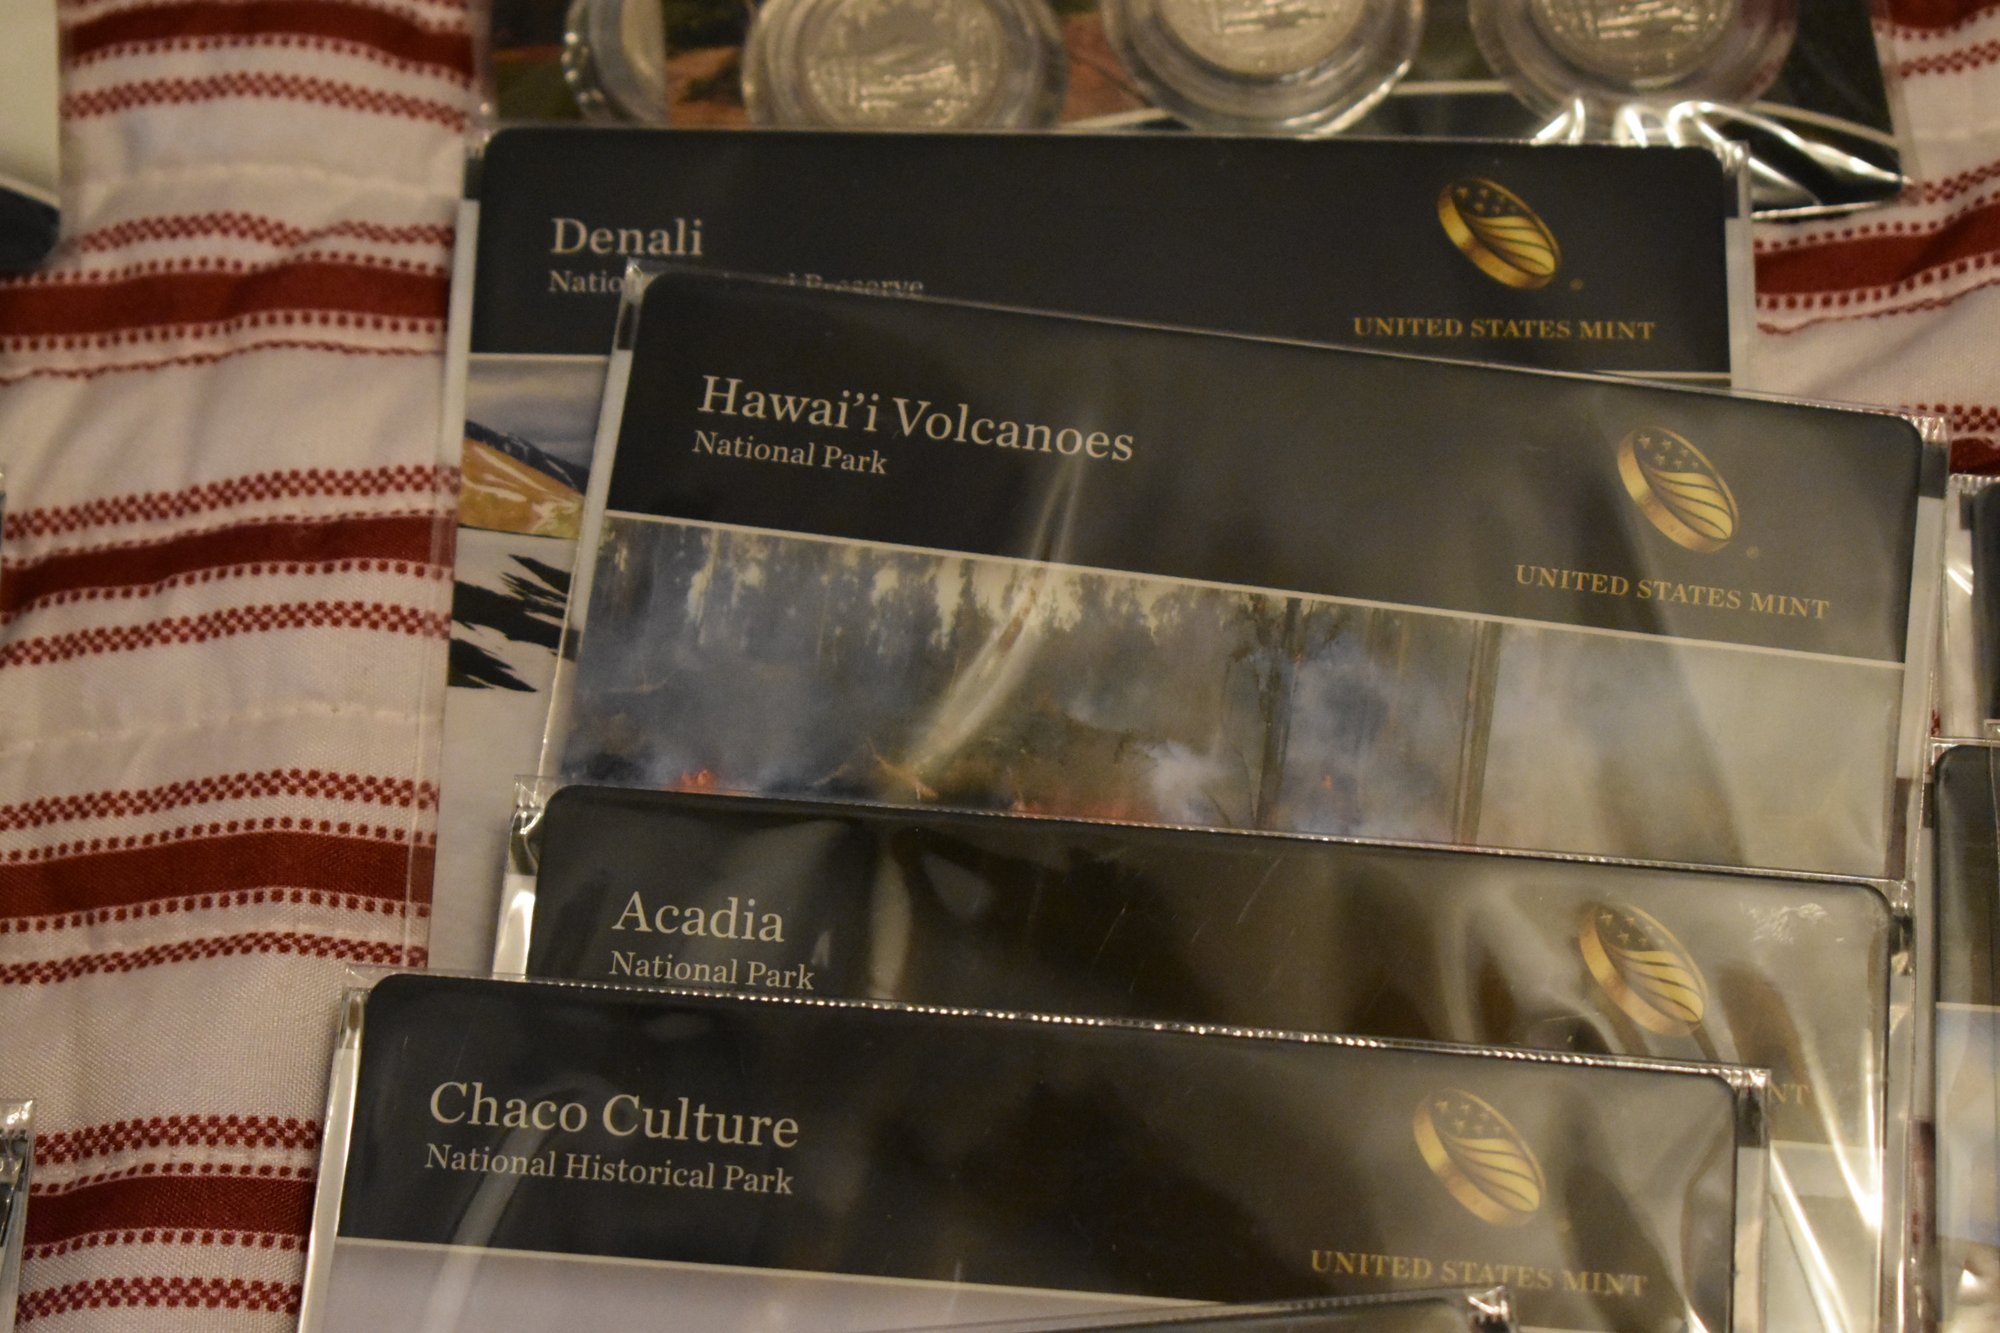 Denali
Preserve
UNITED STATES MINT
Hawai'i Volcanoes
National Park
UNITED STATES MINT
Acadia
National Park
Chaco Culture
National Historical Park
UNITED STATES MINT